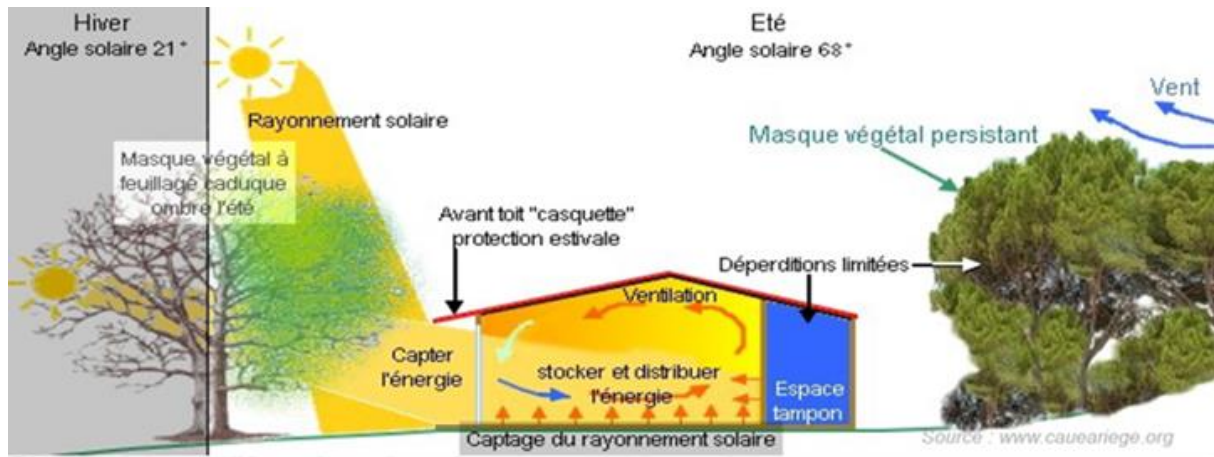 Hiver
Angle solaire 21°
Eté
Angle solaire 68°
Vent
Rayonnement solaire
Masque végétal persistant
Masque végétal à
feuillage caduque
ombre l'été
Avant toit "casquette"
protection estivale
Déperditions limitées
Ventilation
Capter
l'énergie
stocker et distribuer
l'énergie
Espace
tampon
Captage du rayonnement solaire
Source : www.caueariege.org